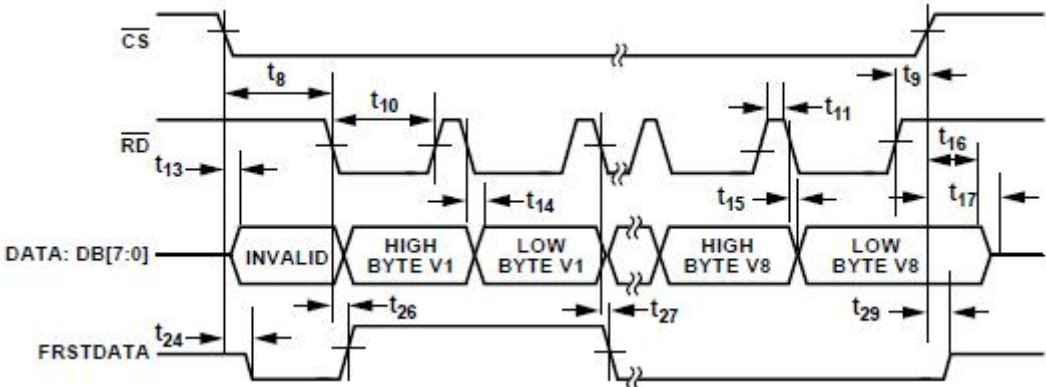 CS
t8
t9
t10
t11
RD
t16
t13
t14
t15
t17
DATA: DB[7:0]
INVALID
HIGH BYTE V1
LOW BYTE V1
HIGH BYTE V8
LOW BYTE V8
t26
t27
t29
t24
FRSTDATA